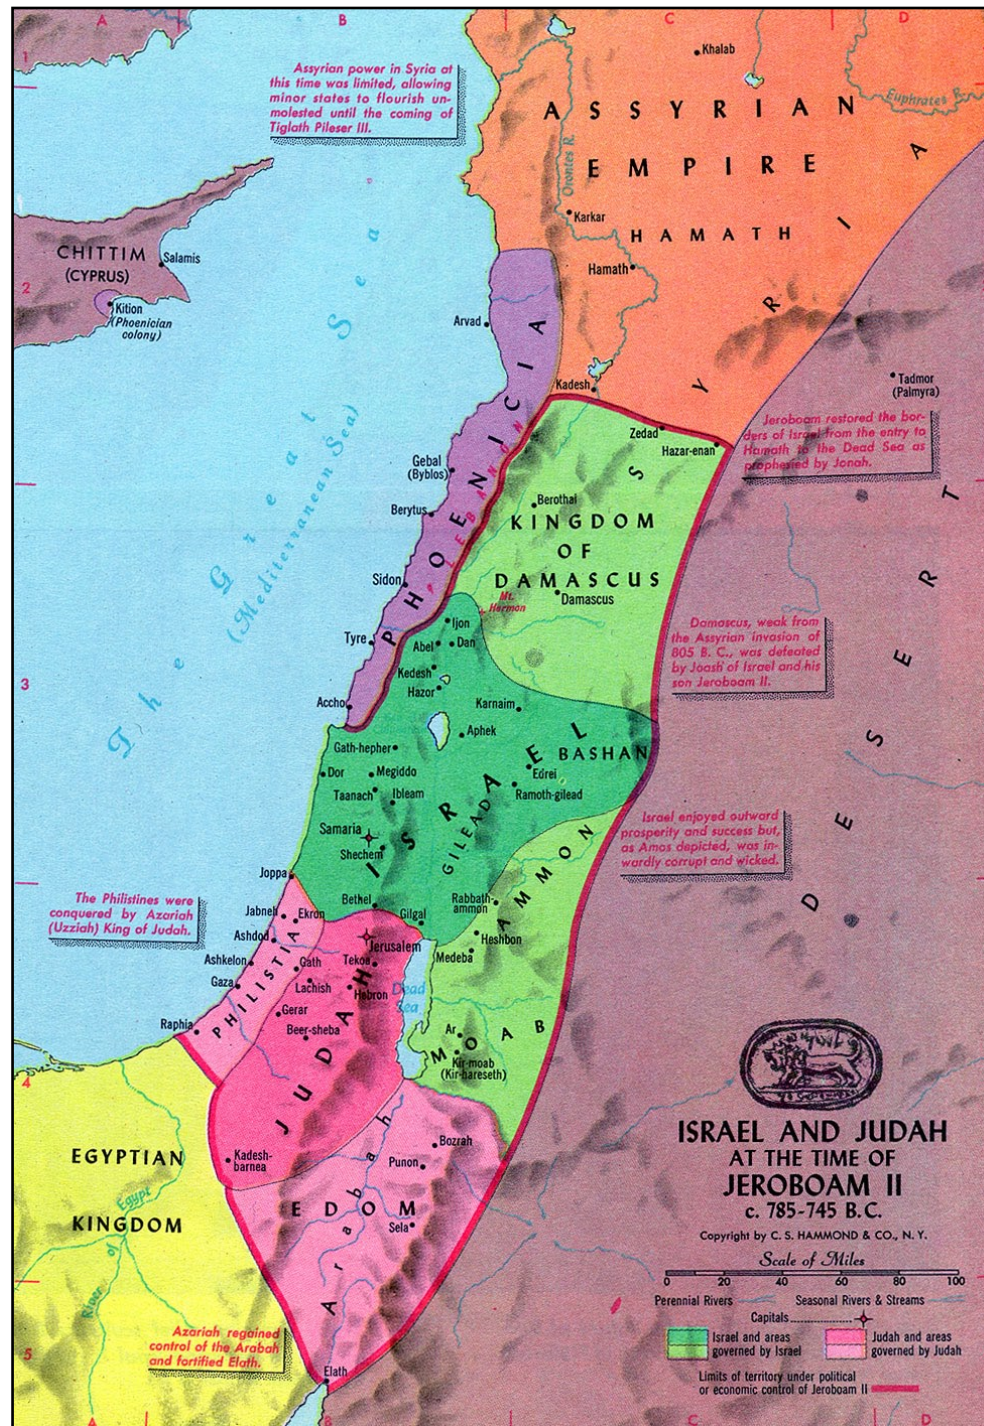 A
B
C
D
1
2
3
4
5
Assyrian power in Syria at
this time was limited, allowing
minor states to flourish un-
molested until the coming of
Tiglath Pileser III.
Khalab
Euphrates R.
ASSYRIAN
EMPIRE
Orontes R.
Karkar
HAMATH
Hamath
SYRIA
CHITTIM
(CYPRUS)
Salamis
Kition
(Phoenician
colony)
The Great Sea
(Mediterranean Sea)
Arvad
PHOENICIA
LEBANON
Kadesh
Tadmor
(Palmyra)
Zedad
Hazar-enan
Jeroboam restored the bor-
ders of Israel from the entry to
Hamath to the Dead Sea as
prophesied by Jonah.
Gebal
(Byblos)
Berothai
Berytus
KINGDOM
OF
DAMASCUS
Sidon
Mt.
Hermon
Damascus
Damascus, weak from
the Assyrian invasion of
805 B. C., was defeated
by Joash of Israel and his
son Jeroboam II.
Tyre
Ijon
Abel
Dan
Kedesh
Hazor
Accho
Karnaim
Aphek
ISRAEL
BASHAN
Gath-hepher
Dor
Megiddo
Edrei
Taanach
Ibleam
Ramoth-gilead
GILEAD
Samaria
Shechem
DESERT
Israel enjoyed outward
prosperity and success but,
as Amos depicted, was in-
wardly corrupt and wicked.
Joppa
Bethel
Gilgal
Rabbath-
ammon
AMMON
The Philistines were
conquered by Azariah
(Uzziah) King of Judah.
Jabneh
Ekron
Ashdod
Jerusalem
Heshbon
Tekoa
Medeba
Ashkelon
Gath
Gaza
Lachish
Hebron
Dead
Sea
PHILISTIA
Gerar
Raphia
Beer-sheba
JUDAH
Ar
MOAB
Kir-moab
(Kir-hareseth)
Kadesh-
barnea
Bozrah
Punon
EDOM
Sela
Arabah
EGYPTIAN
KINGDOM
River of Egypt
Azariah regained
control of the Arabah
and fortified Elath.
Elath
ISRAEL AND JUDAH
AT THE TIME OF
JEROBOAM II
c. 785-745 B.C.
Copyright by C. S. HAMMOND & CO., N. Y.
Scale of Miles
0 20 40 60 80 100
Perennial Rivers Seasonal Rivers & Streams
Capitals
Israel and areas
governed by Israel
Judah and areas
governed by Judah
Limits of territory under political
or economic control of Jeroboam II
A
B
C
D